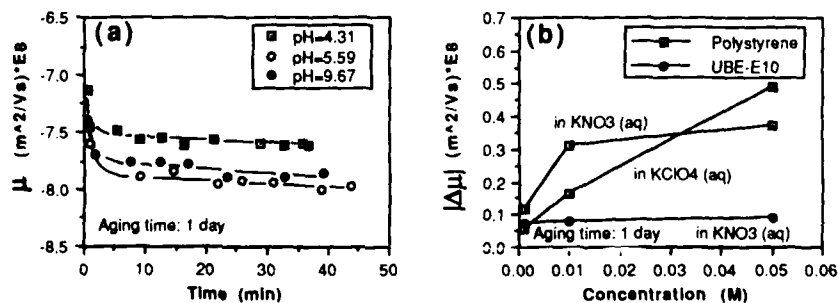 (a)
pH=4.31
pH=5.59
pH=9.67
-6.5
-7.0
-7.5
-8.0
-8.5
μ (m^2/Vs)*E8
Aging time: 1 day
0 10 20 30 40 50
Time (min)
(b)
Polystyrene
UBE-E10
0.7
0.6
0.5
0.4
0.3
0.2
0.1
0.0
|Δμ| (m^2/Vs)*E8
in KNO3 (aq)
in KClO4 (aq)
Aging time: 1 day
in KNO3 (aq)
0.00 0.01 0.02 0.03 0.04 0.05 0.06
Concentration (M)